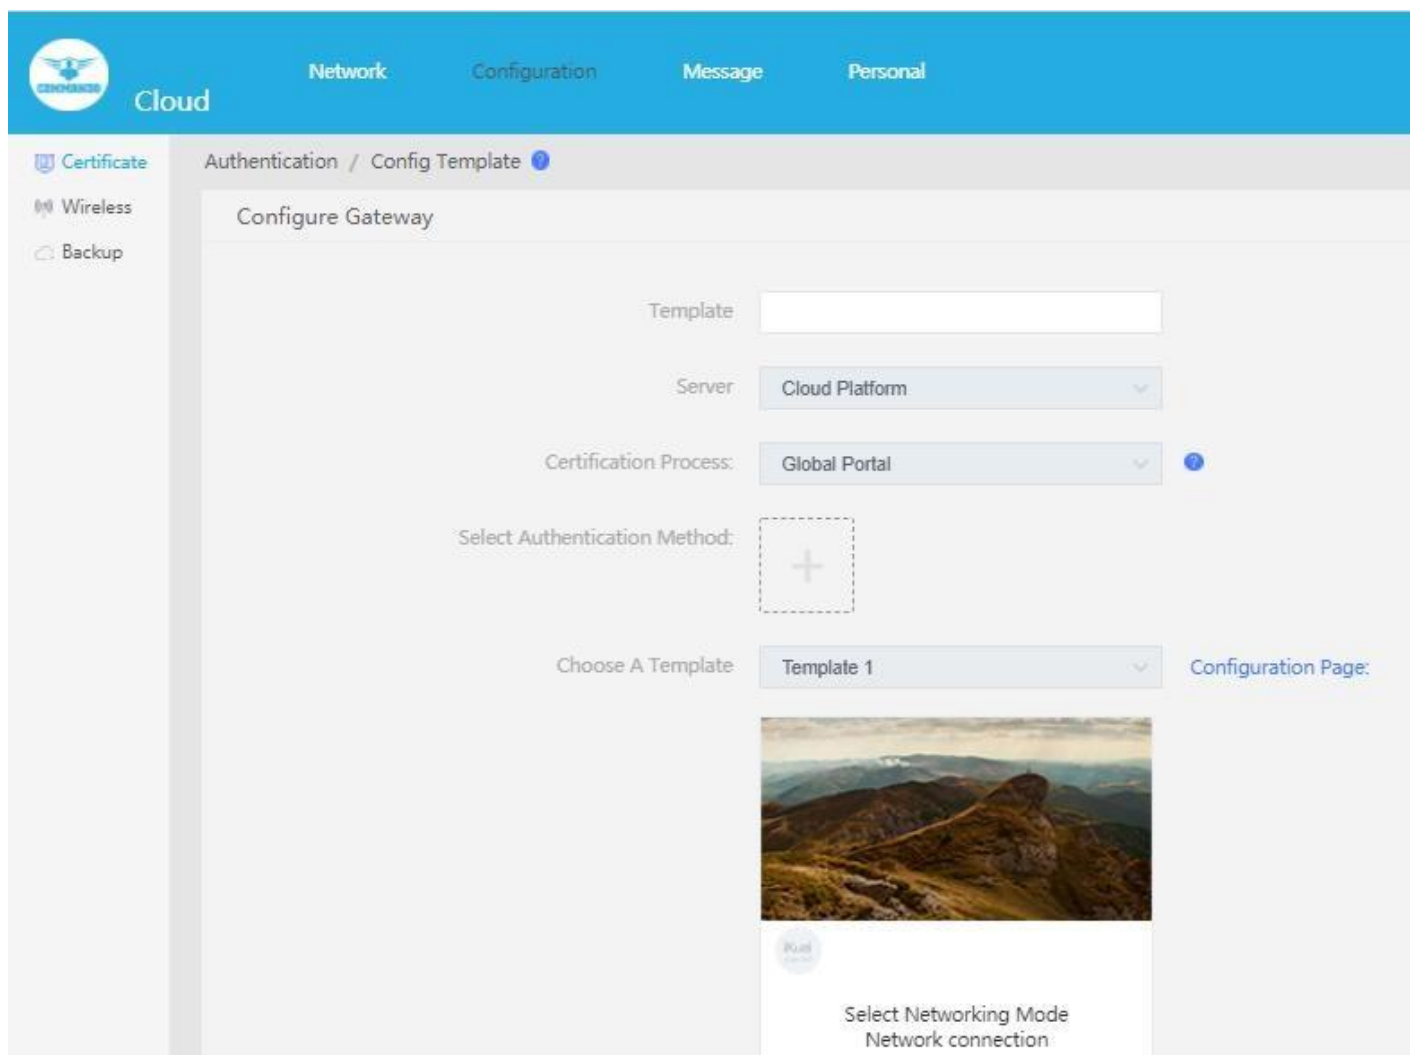 COMMANDO
Cloud
Network Configuration Message Personal
Certificate
Wireless
Backup
Authentication / Config Template ?
Configure Gateway
Template
Server Cloud Platform
Certification Process: Global Portal ?
Select Authentication Method: +
Choose A Template Template 1 Configuration Page:
Select Networking Mode
Network connection